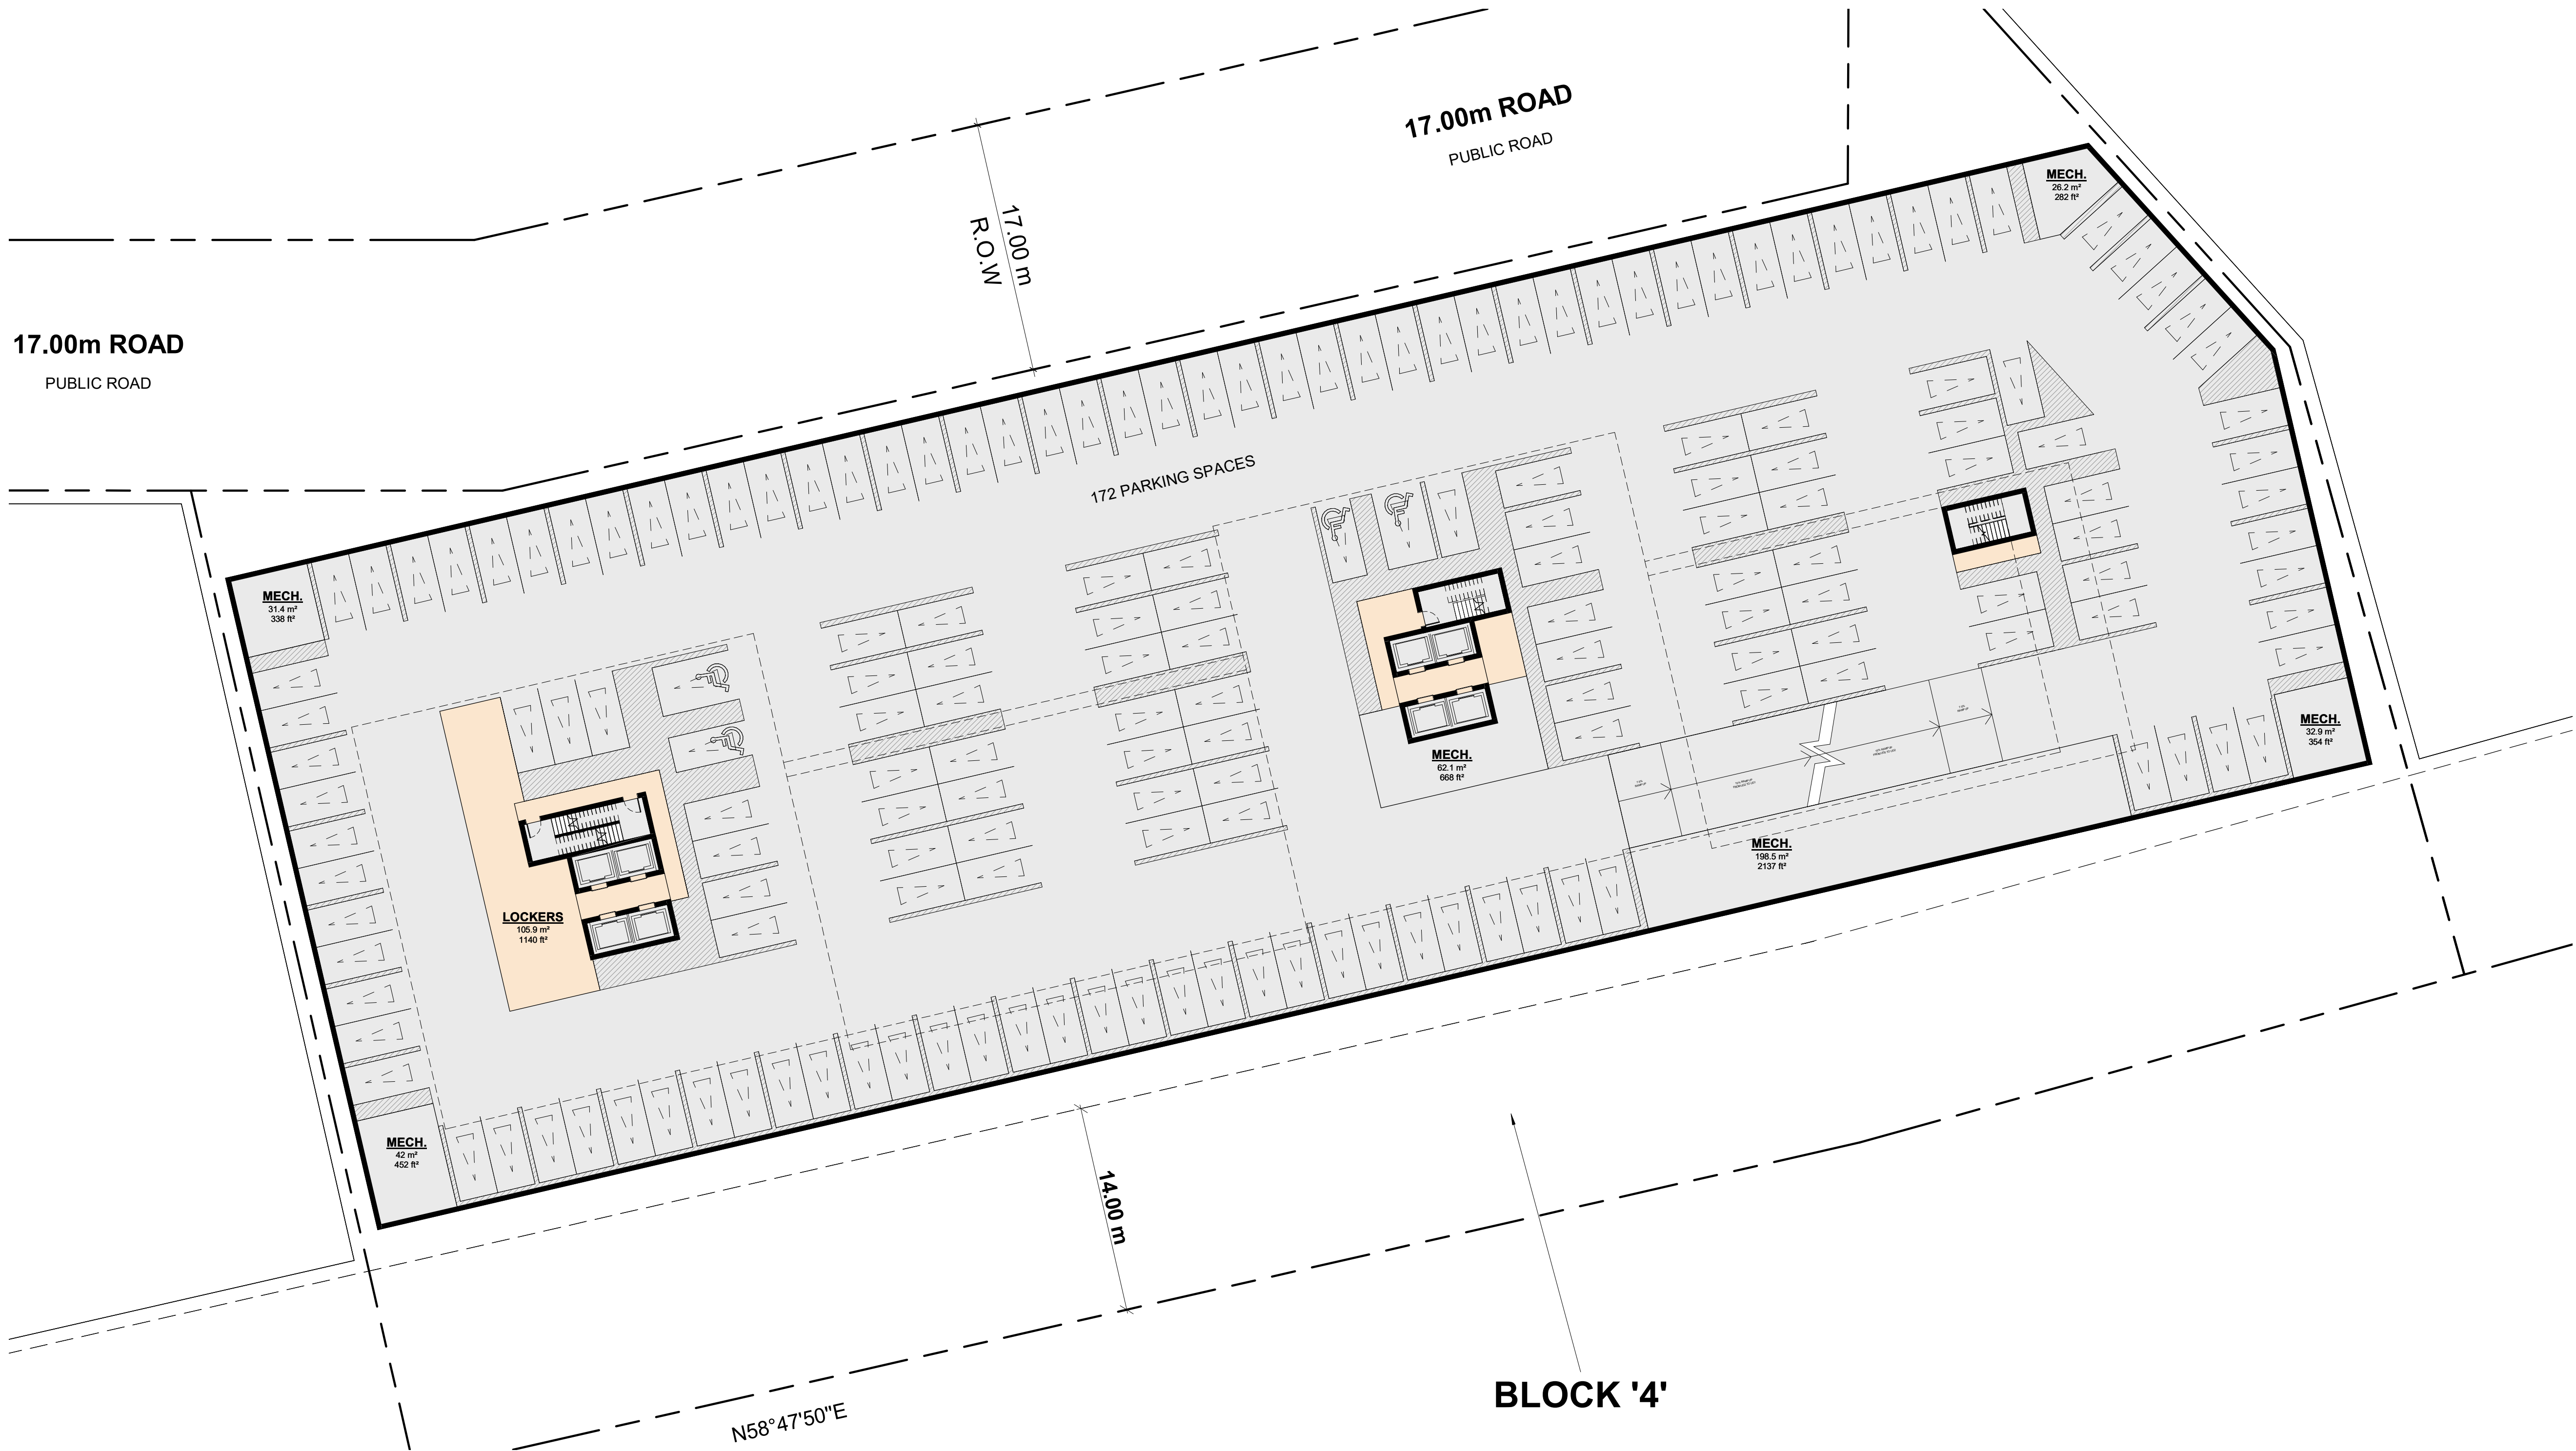 17.00m ROAD
PUBLIC ROAD
MECH.
26.2 m²
282 ft²
17.00 m
R.O.W
17.00m ROAD
PUBLIC ROAD
172 PARKING SPACES
MECH.
31.4 m²
338 ft²
MECH.
32.9 m²
354 ft²
MECH.
62.1 m²
668 ft²
MECH.
198.5 m²
2137 ft²
LOCKERS
105.9 m²
1140 ft²
MECH.
42 m²
452 ft²
14.00 m
BLOCK '4'
N58°47'50"E